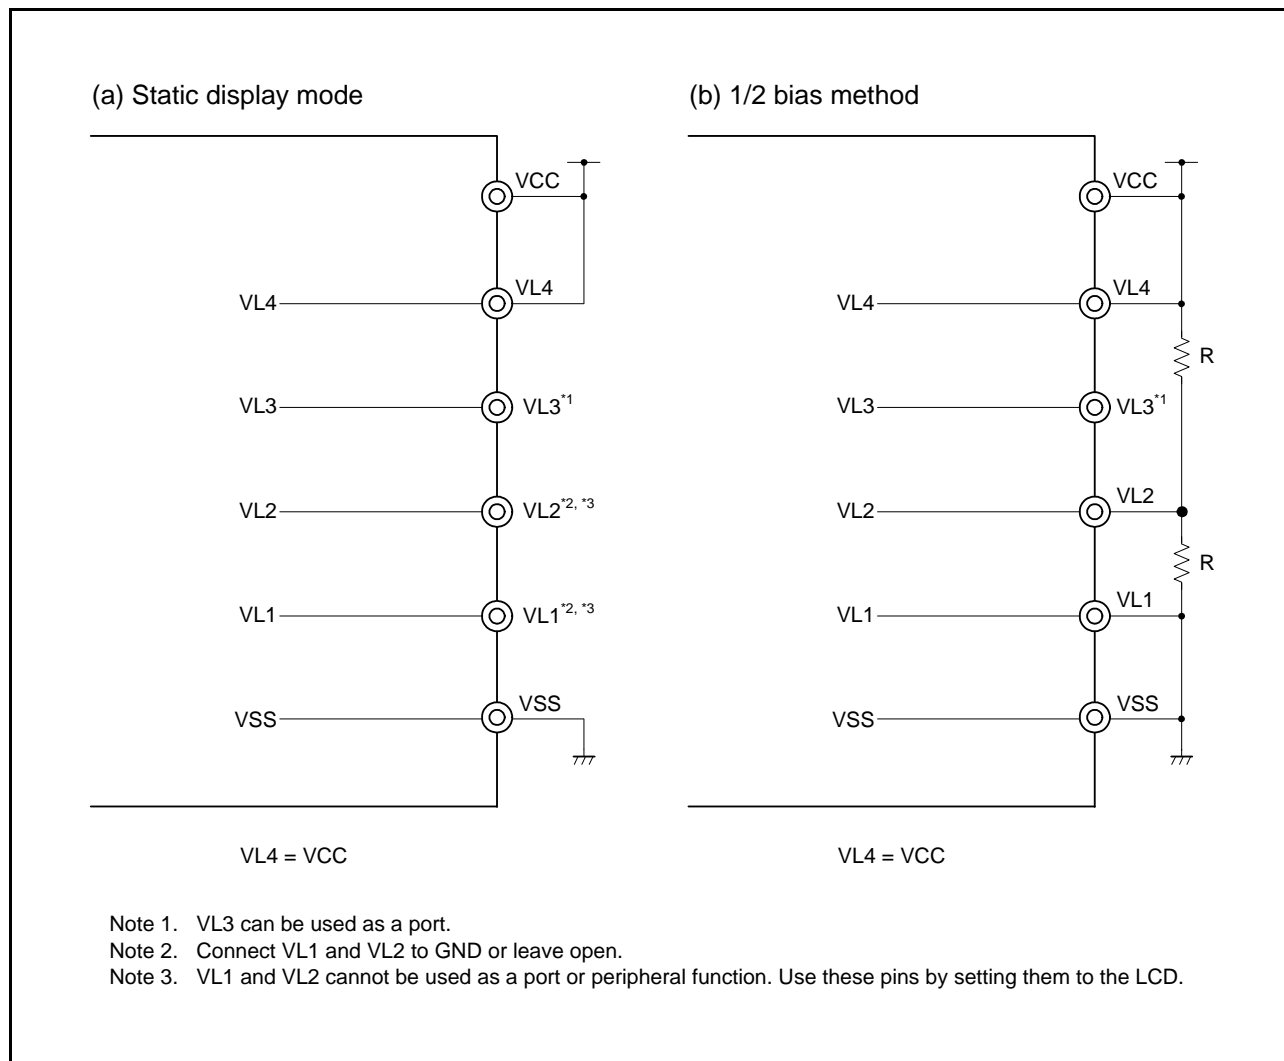 (a) Static display mode
VCC
VL4
VL4
VL3
VL3*1
VL2
VL2*2, *3
VL1
VL1*2, *3
VSS
VSS
VL4 = VCC
(b) 1/2 bias method
VCC
VL4
VL4
R
VL3
VL3*1
VL2
VL2
R
VL1
VL1
VSS
VSS
VL4 = VCC
Note 1. VL3 can be used as a port.
Note 2. Connect VL1 and VL2 to GND or leave open.
Note 3. VL1 and VL2 cannot be used as a port or peripheral function. Use these pins by setting them to the LCD.